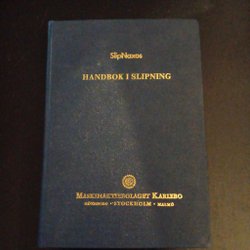 SlipNaxos
HANDBOK I SLIPNING
MASKINAKTIEBOLAGET KARLEBO
GÖTEBORG • STOCKHOLM • MALMÖ